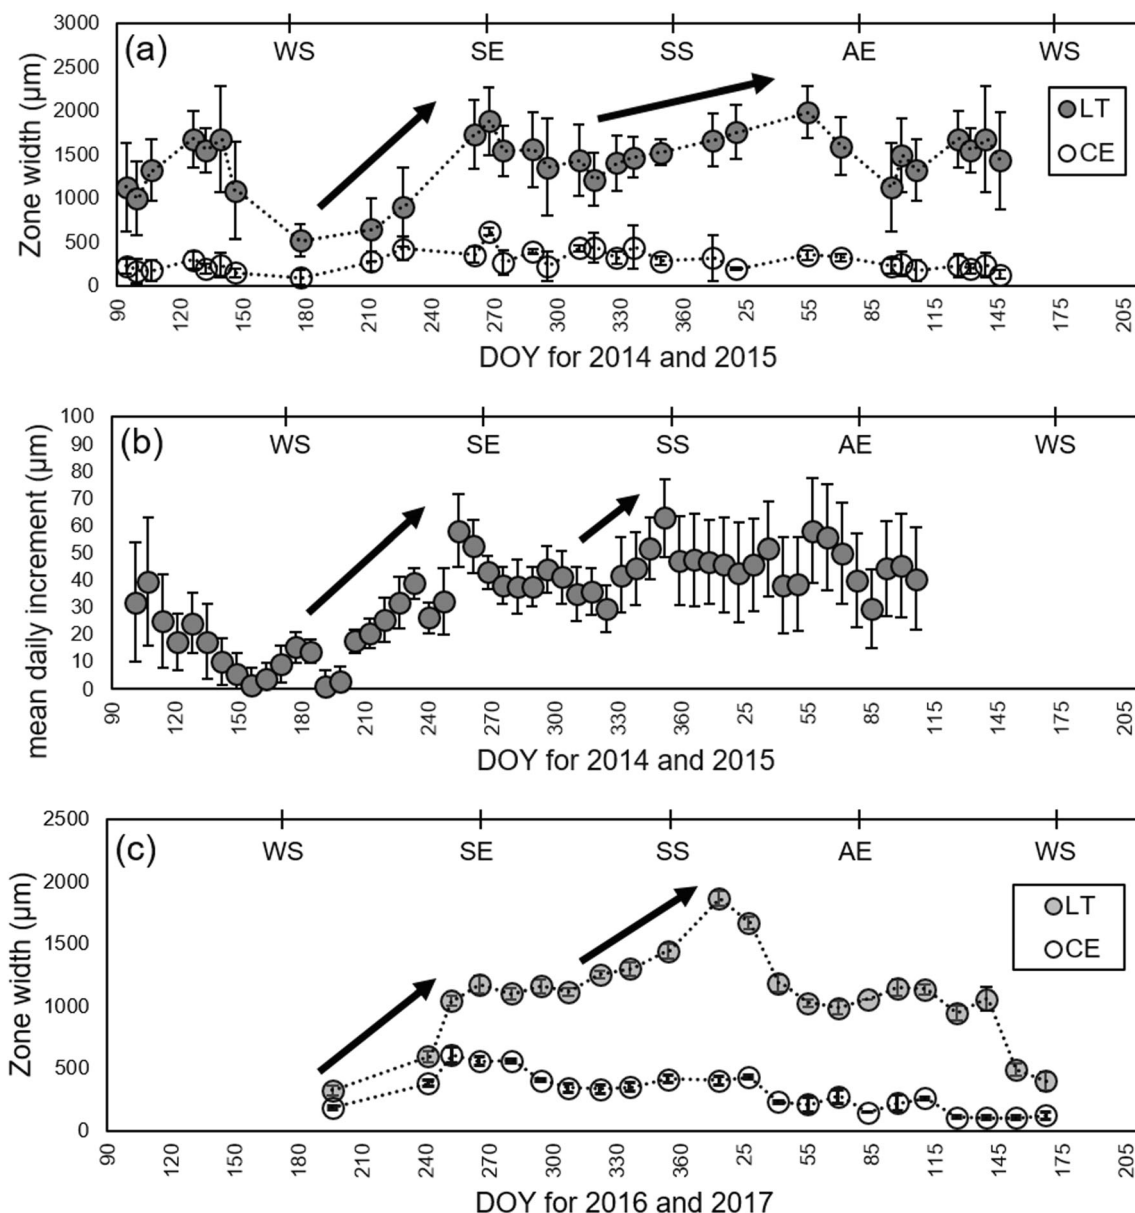 (a)
WS SE SS AE WS
Zone width (µm)
3000
2500
2000
1500
1000
500
0
LT
CE
90 120 150 180 210 240 270 300 330 360 25 55 85 115 145 175 205
DOY for 2014 and 2015
(b)
WS SE SS AE WS
mean daily increment (µm)
100
90
80
70
60
50
40
30
20
10
0
90 120 150 180 210 240 270 300 330 360 25 55 85 115 145 175 205
DOY for 2014 and 2015
(c)
WS SE SS AE WS
Zone width (µm)
2500
2000
1500
1000
500
0
LT
CE
90 120 150 180 210 240 270 300 330 360 25 55 85 115 145 175 205
DOY for 2016 and 2017